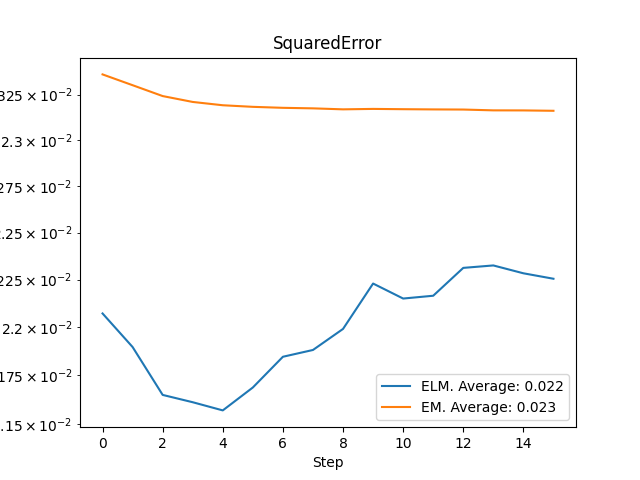 SquaredError
325 × 10⁻²
2.3 × 10⁻²
275 × 10⁻²
2.25 × 10⁻²
225 × 10⁻²
2.2 × 10⁻²
175 × 10⁻²
.15 × 10⁻²
ELM. Average: 0.022
EM. Average: 0.023
0 2 4 6 8 10 12 14
Step